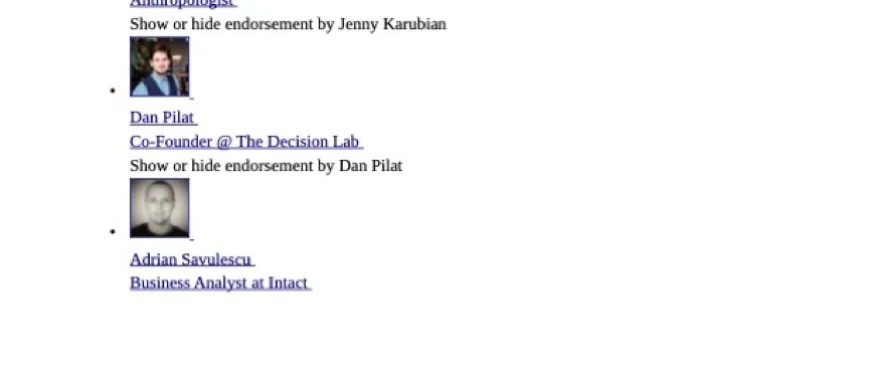 Anthropologist
Show or hide endorsement by Jenny Karubian
Dan Pilat
Co-Founder @ The Decision Lab
Show or hide endorsement by Dan Pilat
Adrian Savulescu
Business Analyst at Intact